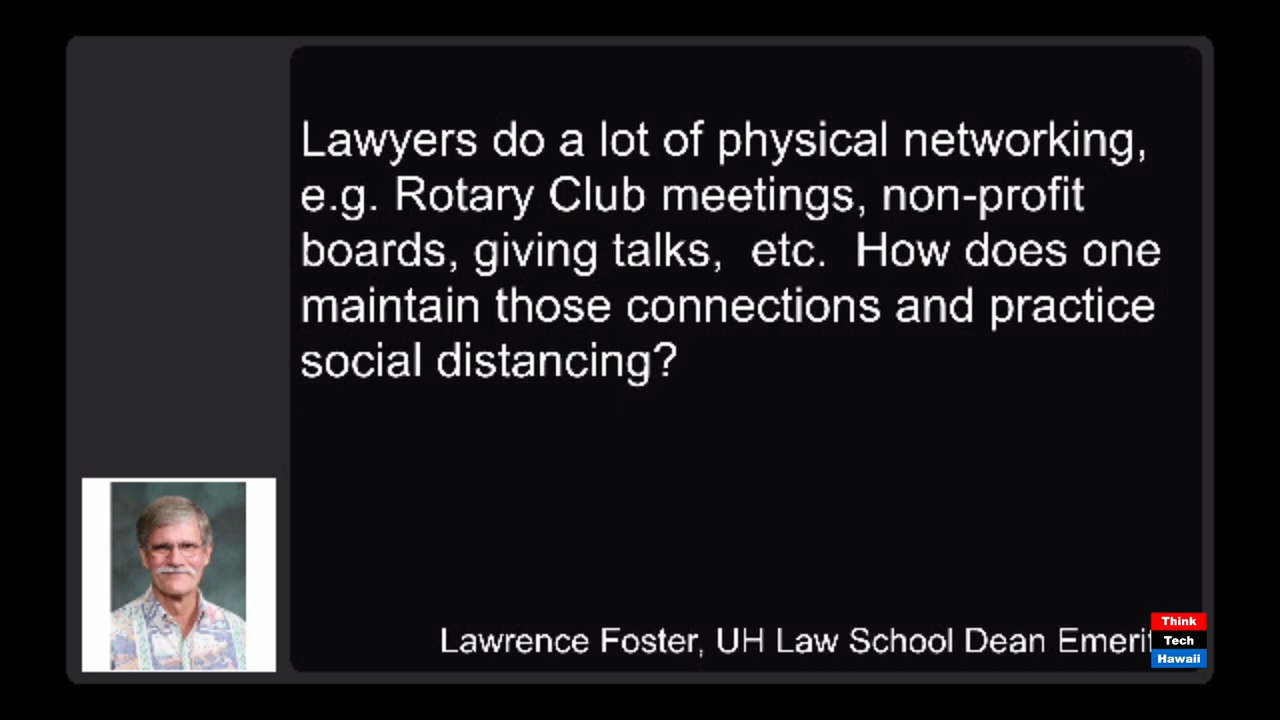 Lawyers do a lot of physical networking,
e.g. Rotary Club meetings, non-profit
boards, giving talks, etc. How does one
maintain those connections and practice
social distancing?
Lawrence Foster, UH Law School Dean
Think
Tech
Hawaii